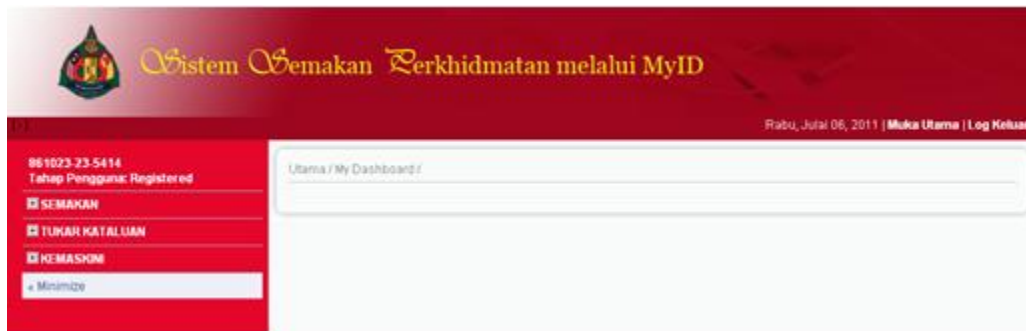 Sistem Semakan Perkhidmatan melalui MyID
Rabu, Julai 06, 2011 | Muka Utama | Log Keluar
861023-23-5414
Tahap Pengguna: Registered
Utama / My Dashboard /
SEMAKAN
TUKAR KATALUAN
KEMASKINI
« Minimize